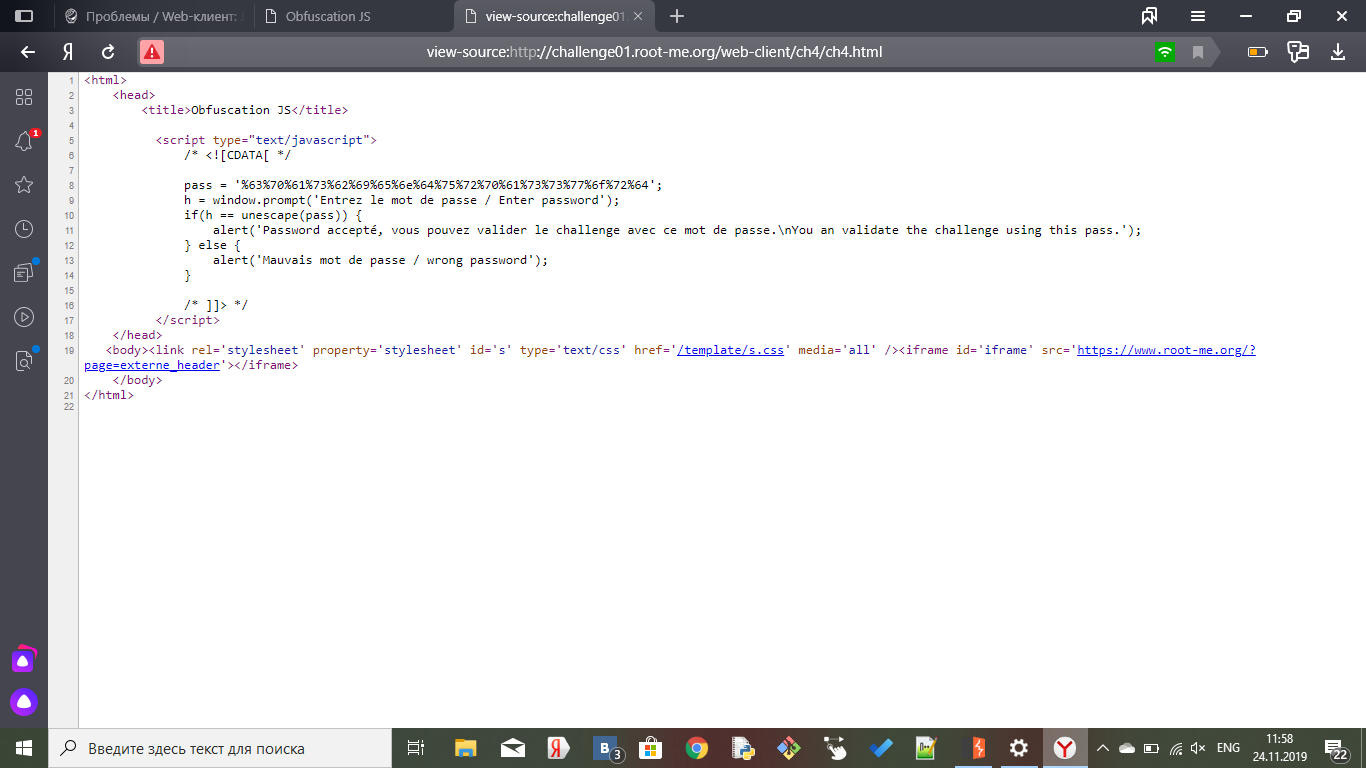 Проблемы / Web-клиент:
Obfuscation JS
view-source:challenge01.
view-source:http://challenge01.root-me.org/web-client/ch4/ch4.html
1
1 <html>
2 <head>
3 <title>Obfuscation JS</title>
4
5 <script type="text/javascript">
6 /* <![CDATA[ */
7
8 pass = '%63%70%61%73%62%69%65%6e%64%75%72%70%61%73%73%77%6f%72%64';
9 h = window.prompt('Entrez le mot de passe / Enter password');
10 if(h == unescape(pass)) {
11 alert('Password accepté, vous pouvez valider le challenge avec ce mot de passe.\nYou an validate the challenge using this pass.');
12 } else {
13 alert('Mauvais mot de passe / wrong password');
14 }
15
16 /* ]]> */
17 </script>
18 </head>
19 <body><link rel='stylesheet' property='stylesheet' id='s' type='text/css' href='/template/s.css' media='all' /><iframe id='iframe' src='https://www.root-me.org/?
page=externe_header'></iframe>
20 </body>
21 </html>
22
Введите здесь текст для поиска
3
ENG
11:58
24.11.2019
22